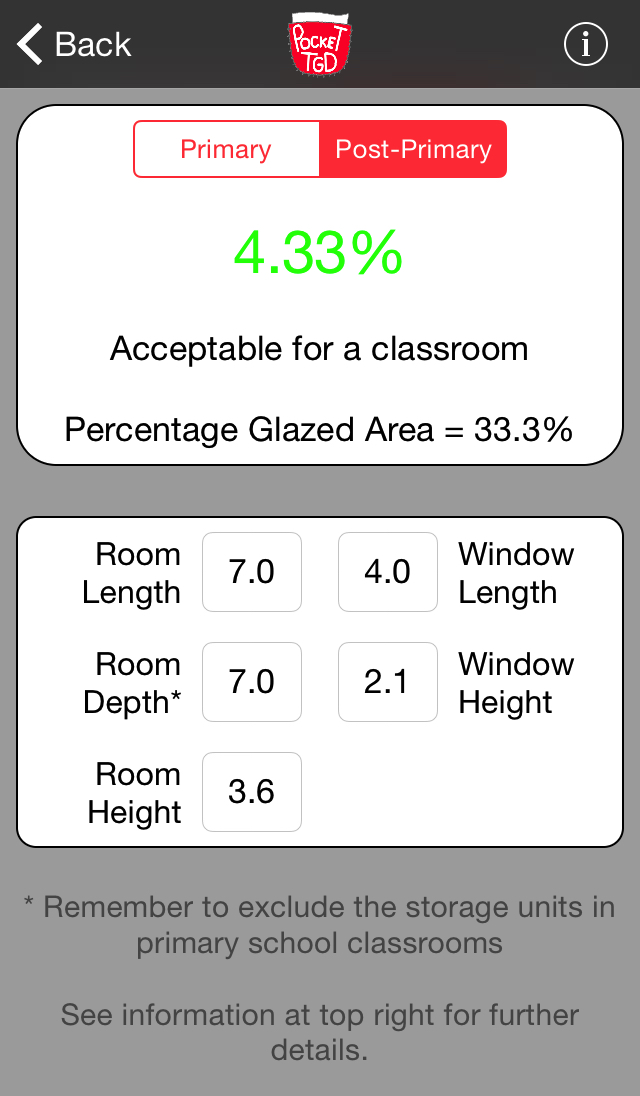 Back
POCKET
TGD
i
Primary
Post-Primary
4.33%
Acceptable for a classroom
Percentage Glazed Area = 33.3%
Room
Length
7.0
4.0
Window
Length
Room
Depth*
7.0
2.1
Window
Height
Room
Height
3.6
* Remember to exclude the storage units in
primary school classrooms
See information at top right for further
details.